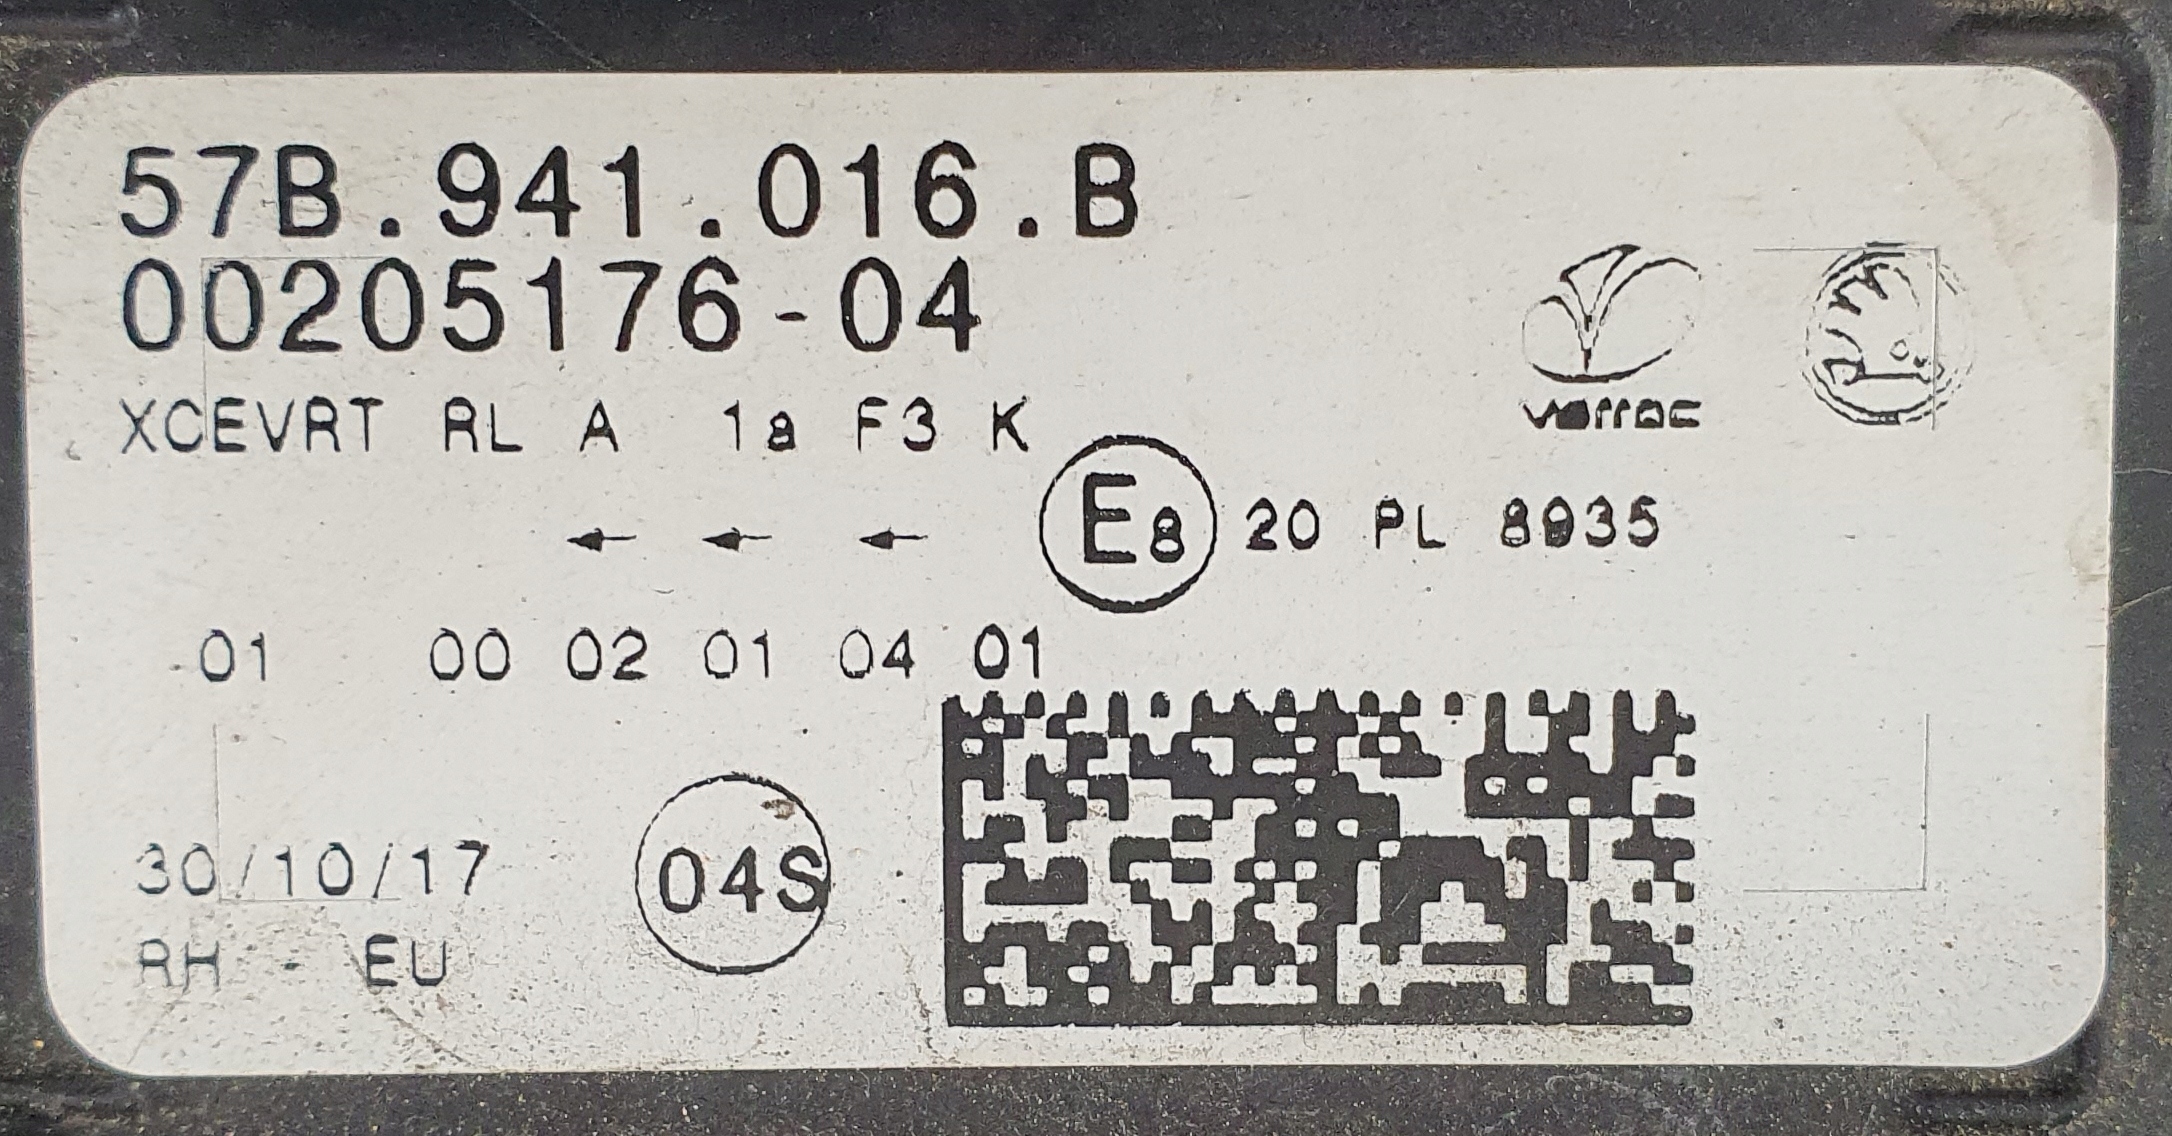 57B.941.016.B
00205176-04
varroc
XCEVRT RL A 1a F3 K
← ← ← E8 20 PL 8935
01 00 02 01 04 01
30/10/17
04S
RH - EU